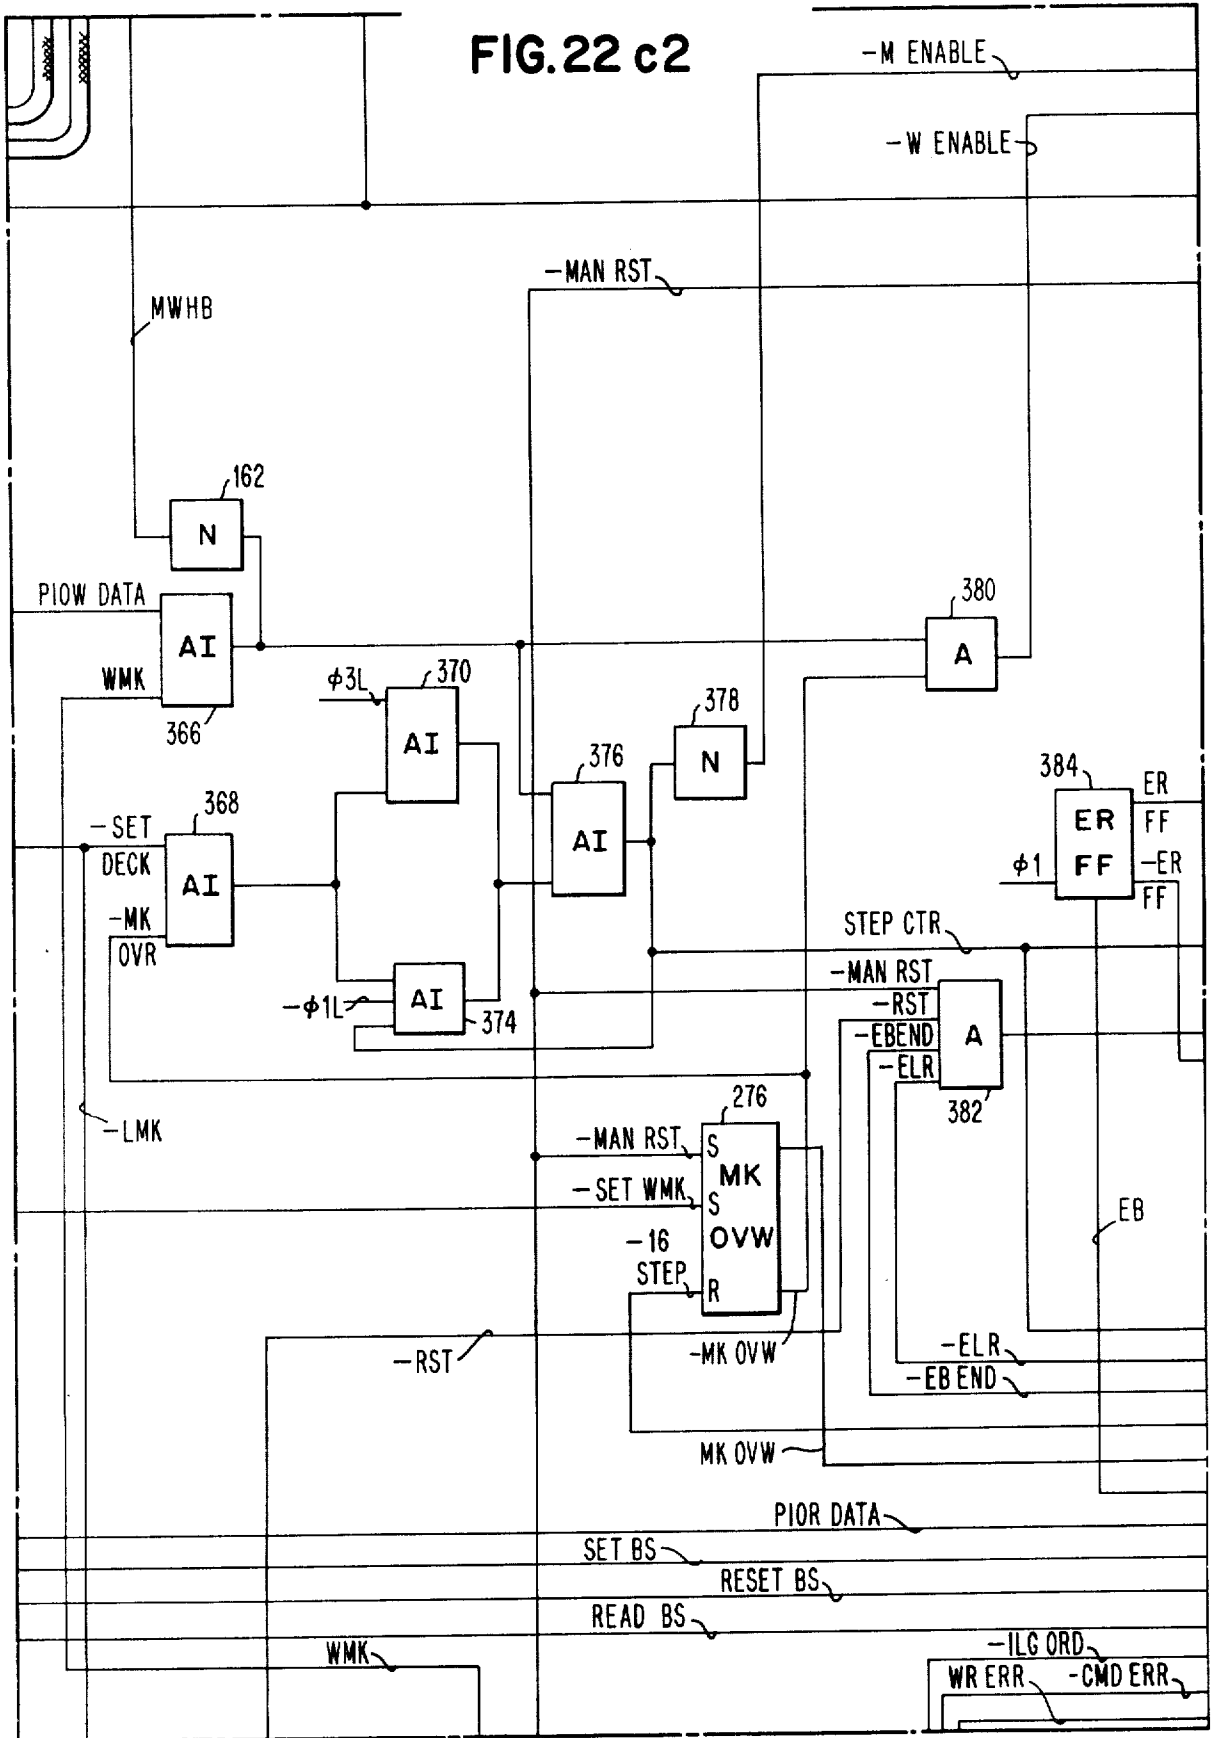 FIG.22 c2
-M ENABLE
-W ENABLE
-MAN RST
MWHB
162
N
PIOW DATA
AI
WMK
366
380
A
φ3L
370
AI
378
N
376
AI
384
ER
FF
ER
FF
-ER
FF
φ1
368
-SET
DECK
AI
-MK
OVR
STEP CTR
-MAN RST
-RST
-EBEND
-ELR
A
382
-φ1L
AI
374
-LMK
276
-MAN RST
S
MK
-SET WMK
S
OVW
-16
STEP
R
EB
-RST
-MK OVW
-ELR
-EB END
MK OVW
PIOR DATA
SET BS
RESET BS
READ BS
WMK
-ILG ORD
WR ERR
-CMD ERR